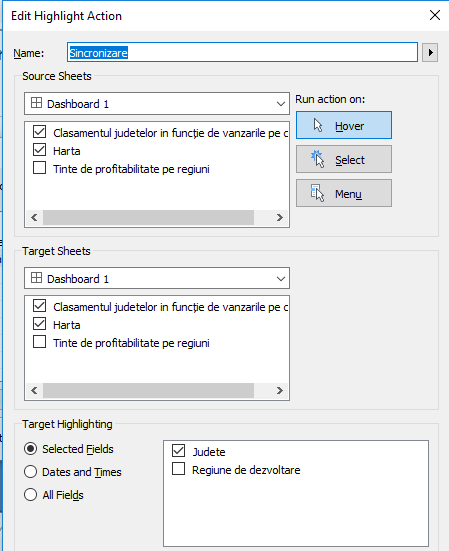 Edit Highlight Action
Name: Sincronizare
Source Sheets
Dashboard 1
Clasamentul judetelor in funcție de vanzarile pe c
Harta
Tinte de profitabilitate pe regiuni
Run action on:
Hover
Select
Menu
Target Sheets
Dashboard 1
Clasamentul judetelor in funcție de vanzarile pe c
Harta
Tinte de profitabilitate pe regiuni
Target Highlighting
Selected Fields
Dates and Times
All Fields
Judete
Regiune de dezvoltare